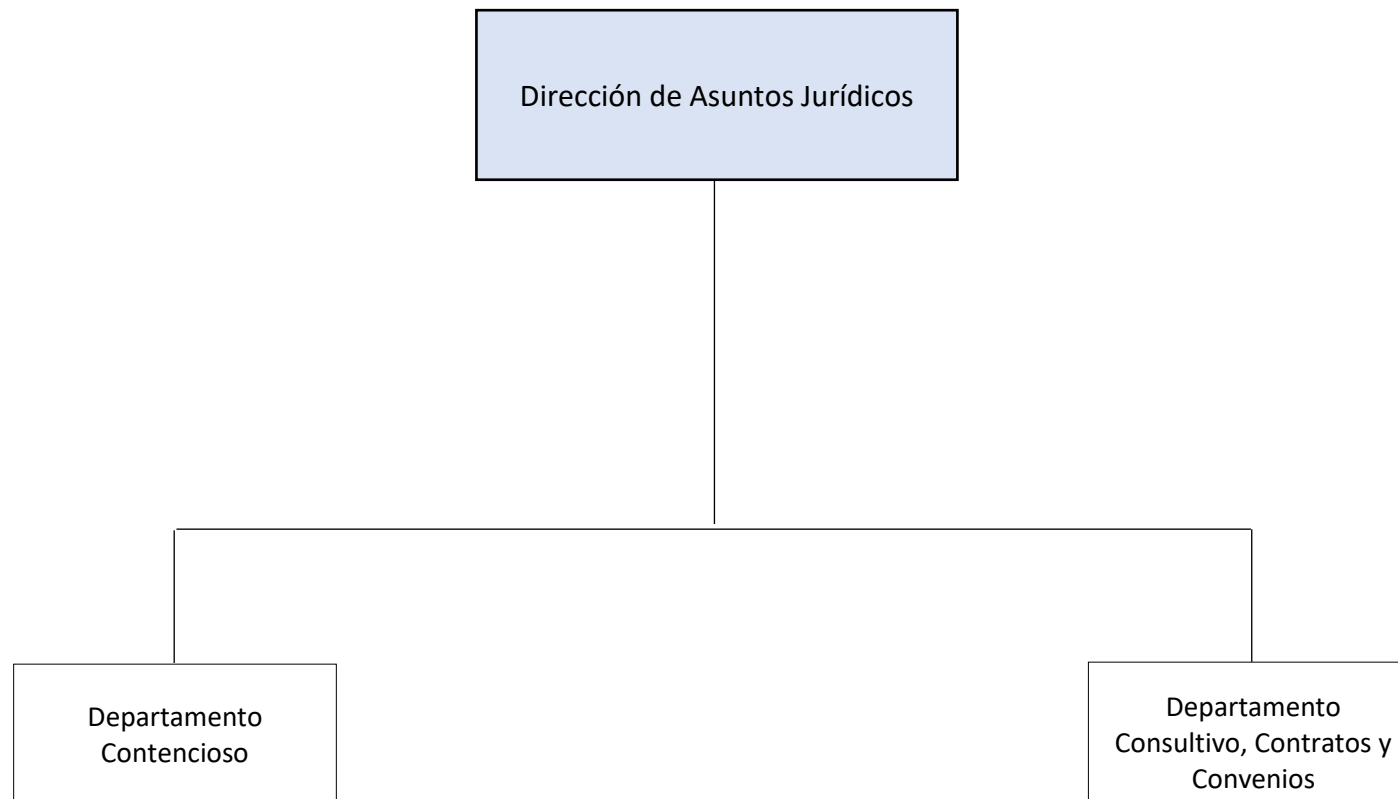 Dirección de Asuntos Jurídicos
Departamento
Contencioso
Departamento
Consultivo, Contratos y
Convenios